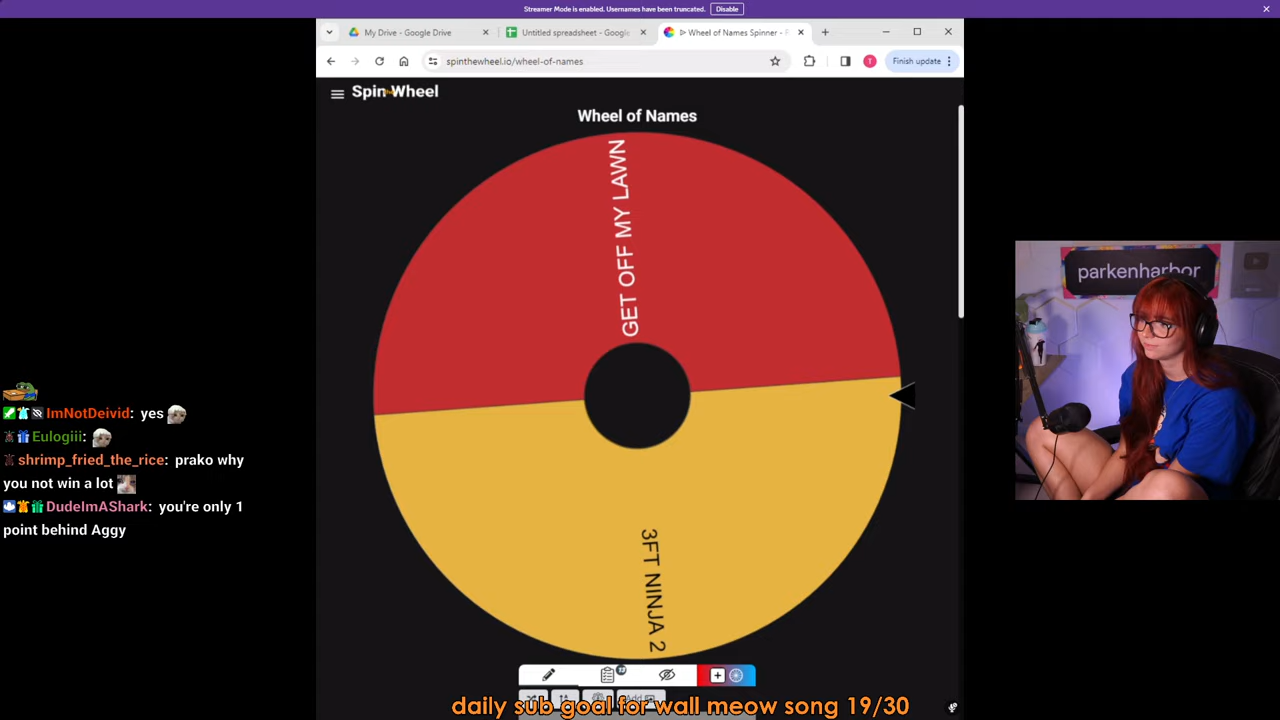 Streamer Mode is enabled. Usernames have been truncated. Disable
My Drive - Google Drive
Untitled spreadsheet - Google
Wheel of Names Spinner -
spinthewheel.io/wheel-of-names
T
Finish update
Spin Wheel
Wheel of Names
GET OFF MY LAWN
3FT NINJA 2
parkenharbor
ImNotDeivid: yes
Eulogiii:
shrimp_fried_the_rice: prako why
you not win a lot
DudeImAShark: you're only 1
point behind Aggy
daily sub goal for wall meow song 19/30